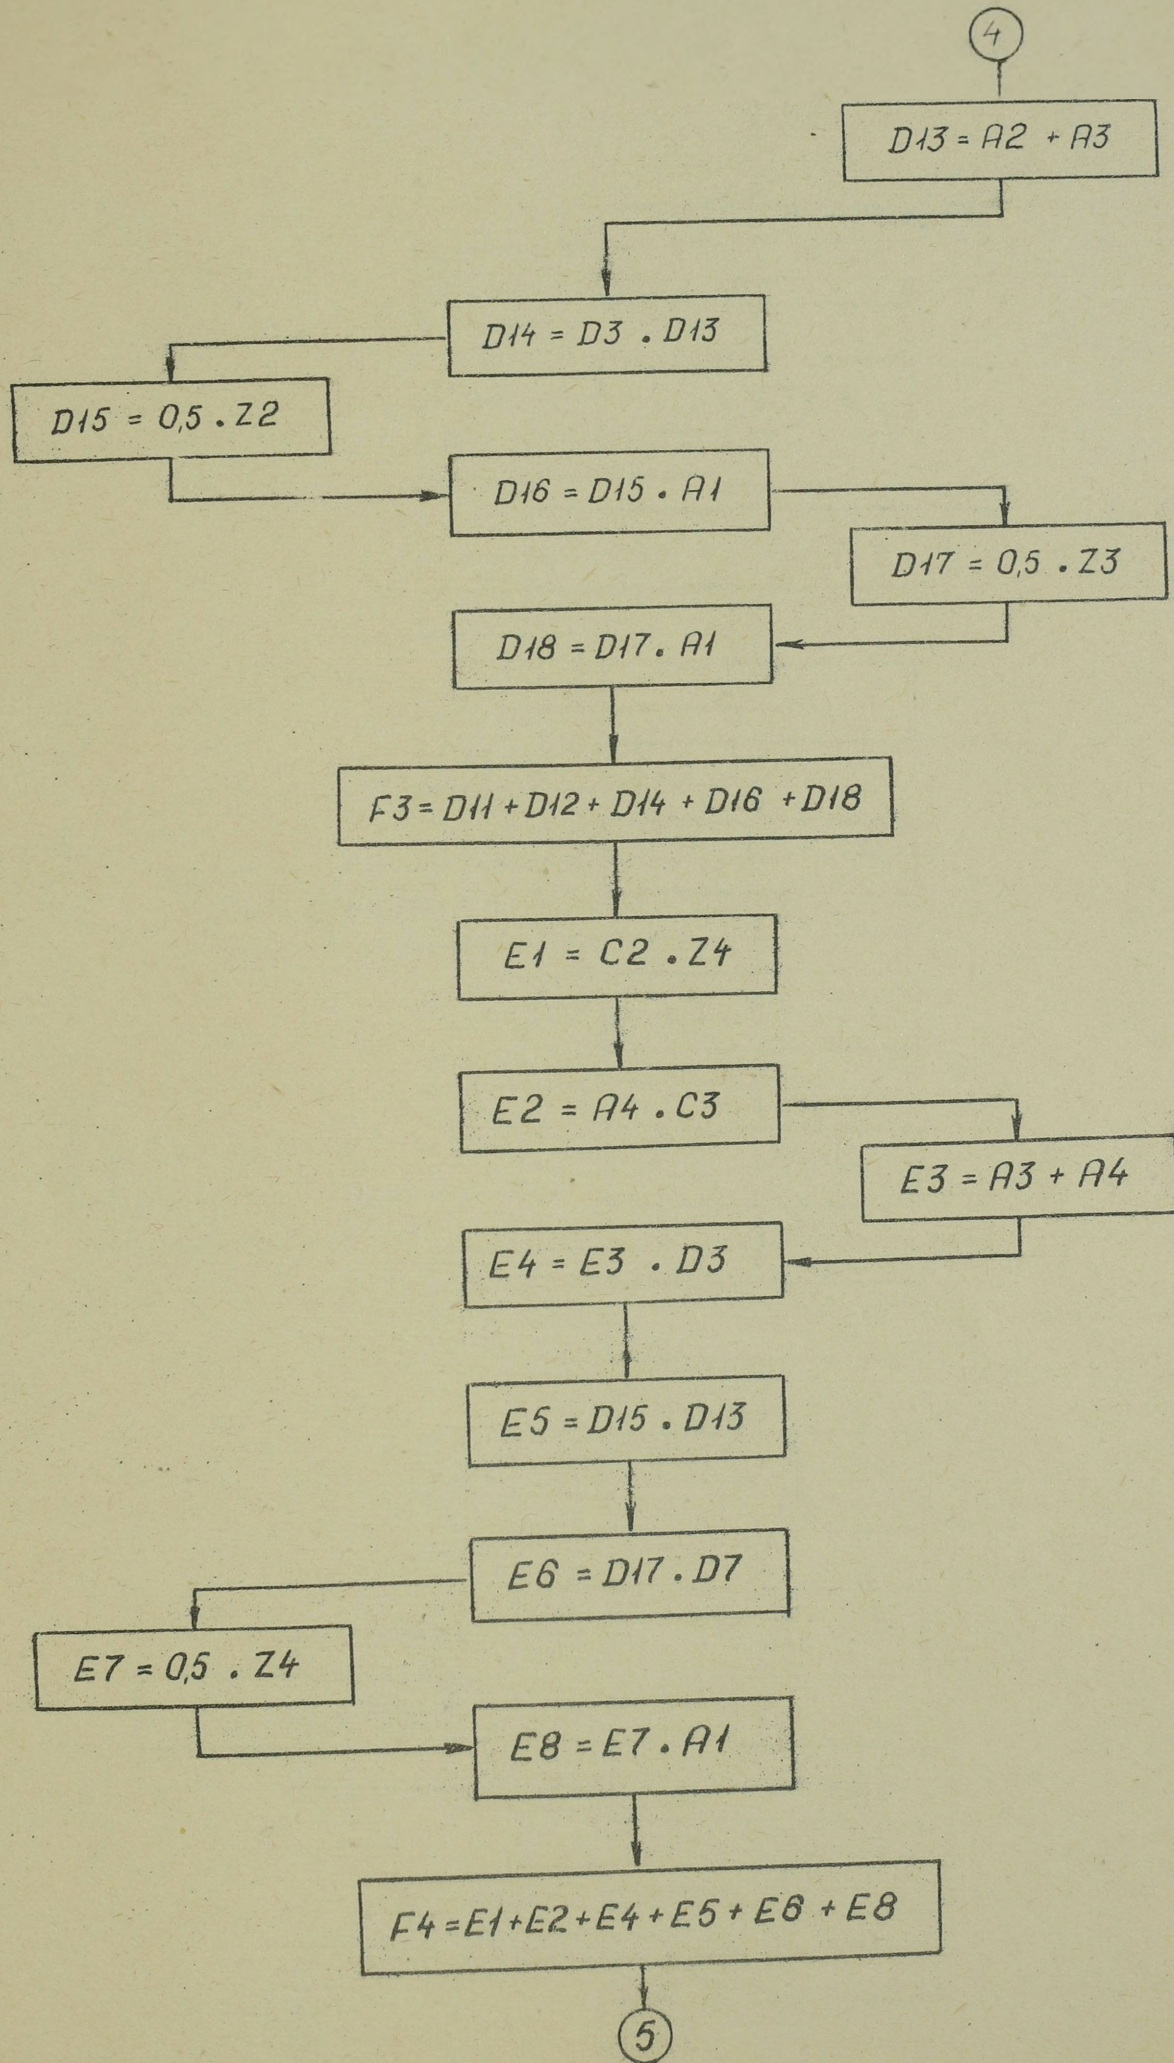 4
D13 = A2 + A3
D14 = D3 . D13
D15 = 0,5 . Z2
D16 = D15 . A1
D17 = 0,5 . Z3
D18 = D17 . A1
F3 = D11 + D12 + D14 + D16 + D18
E1 = C2 . Z4
E2 = A4 . C3
E3 = A3 + A4
E4 = E3 . D3
E5 = D15 . D13
E6 = D17 . D7
E7 = 0,5 . Z4
E8 = E7 . A1
F4 = E1 + E2 + E4 + E5 + E6 + E8
5